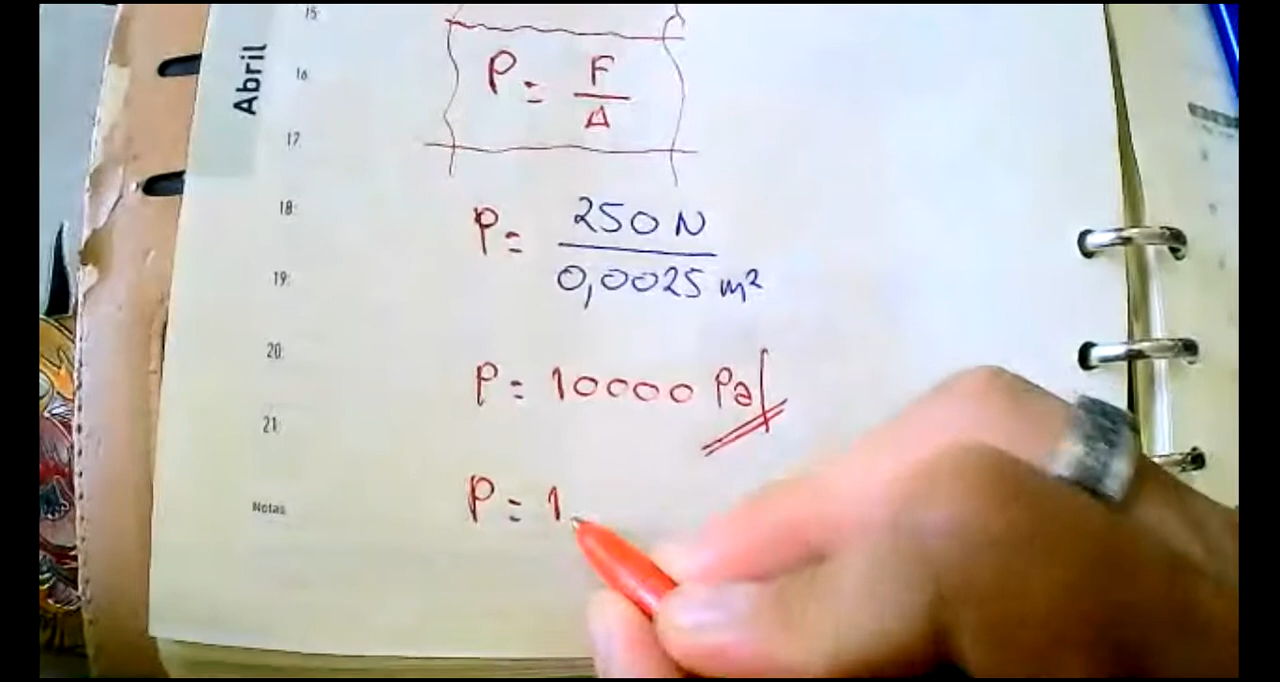 Abril
15
16
P = F/A
17
18
P = 250 N / 0,0025 m²
19
20
P = 10000 Pa
21
Notas
P = 1